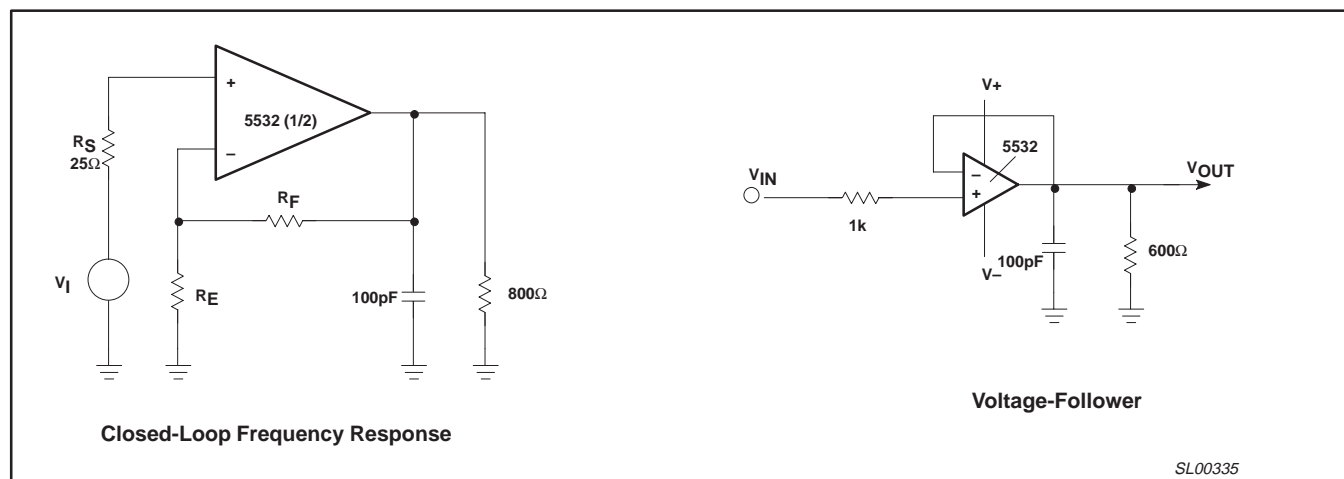 +
5532 (1/2)
–
RS
25Ω
RF
VI
RE
100pF
800Ω
Closed-Loop Frequency Response
V+
5532
VIN
–
+
VOUT
1k
V–
100pF
600Ω
Voltage-Follower
SL00335